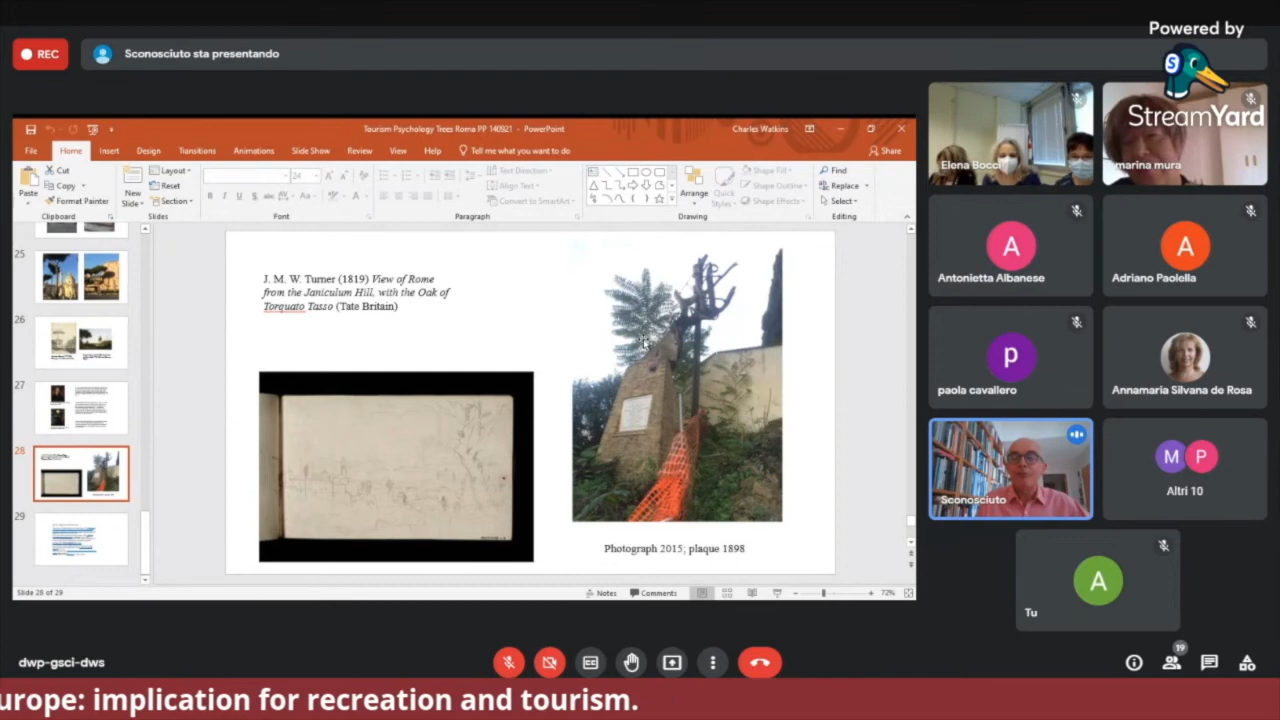 Powered by
StreamYard
REC
Sconosciuto sta presentando
Tourism Psychology Trees Roma PP 140921 - PowerPoint
Charles Watkins
File Home Insert Design Transitions Animations Slide Show Review View Help Tell me what you want to do
Share
Paste
Cut
Copy
Format Painter
Clipboard
New Slide
Layout
Reset
Section
Slides
24
Font
Text Direction
Align Text
Convert to SmartArt
Paragraph
Arrange
Quick Styles
Shape Fill
Shape Outline
Shape Effects
Drawing
Find
Replace
Select
Editing
25
26
27
28
29
J. M. W. Turner (1819) View of Rome
from the Janiculum Hill, with the Oak of
Torquato Tasso (Tate Britain)
Photograph 2015; plaque 1898
Slide 28 of 29
Notes
Comments
72%
Elena Bocci
marina mura
A
Antonietta Albanese
A
Adriano Paolella
p
paola cavallero
Annamaria Silvana de Rosa
Sconosciuto
M P
Altri 10
A
Tu
dwp-gsci-dws
19
urope: implication for recreation and tourism.